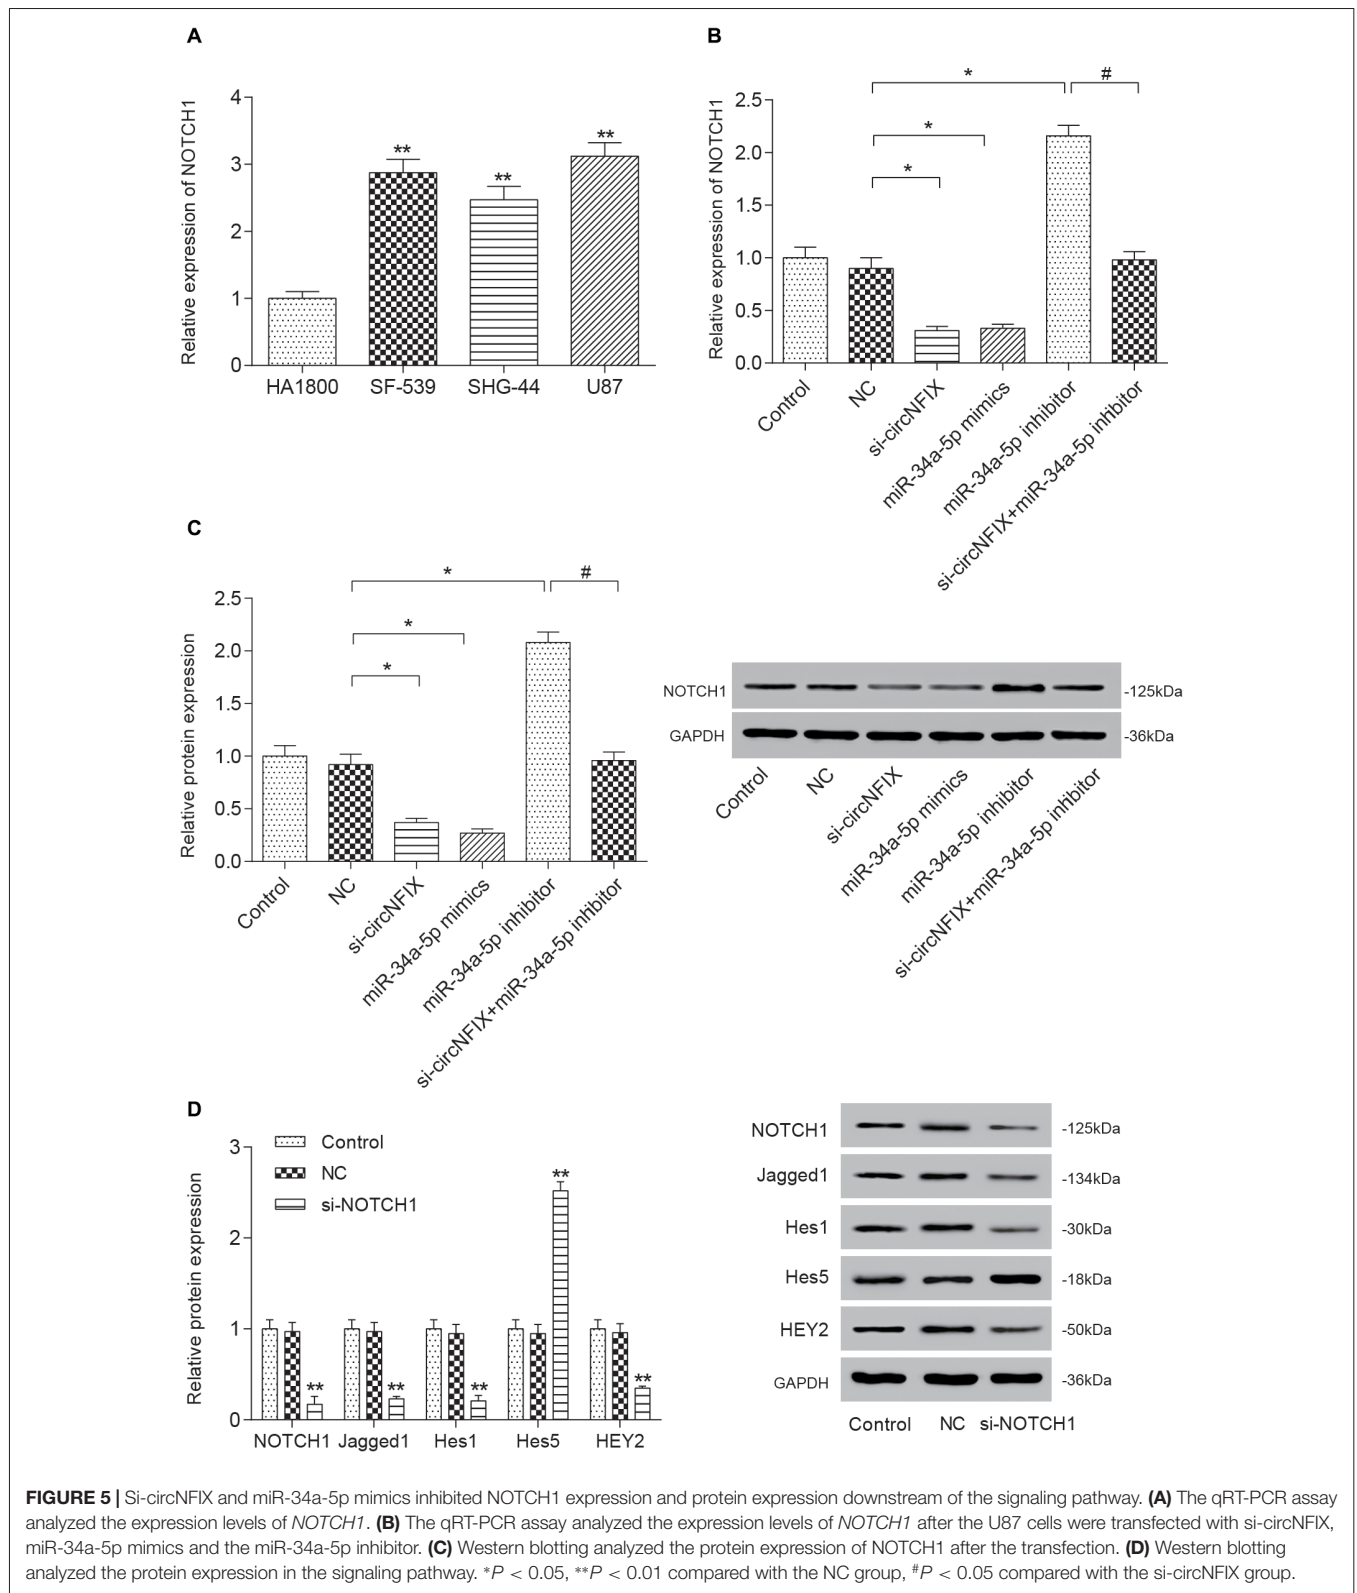 A
Relative expression of NOTCH1
4
3
2
1
0
**
**
**
HA1800 SF-539 SHG-44 U87
B
Relative expression of NOTCH1
2.5
2.0
1.5
1.0
0.5
0.0
* #
*
*
Control
NC
si-circNFIX
miR-34a-5p mimics
miR-34a-5p inhibitor
si-circNFIX+miR-34a-5p inhibitor
C
Relative protein expression
2.5
2.0
1.5
1.0
0.5
0.0
* #
*
*
Control
NC
si-circNFIX
miR-34a-5p mimics
miR-34a-5p inhibitor
si-circNFIX+miR-34a-5p inhibitor
NOTCH1 -125kDa
GAPDH -36kDa
Control
NC
si-circNFIX
miR-34a-5p mimics
miR-34a-5p inhibitor
si-circNFIX+miR-34a-5p inhibitor
D
Relative protein expression
3
2
1
0
Control
NC
si-NOTCH1
**
**
**
**
**
NOTCH1 Jagged1 Hes1 Hes5 HEY2
NOTCH1 -125kDa
Jagged1 -134kDa
Hes1 -30kDa
Hes5 -18kDa
HEY2 -50kDa
GAPDH -36kDa
Control NC si-NOTCH1
FIGURE 5 | Si-circNFIX and miR-34a-5p mimics inhibited NOTCH1 expression and protein expression downstream of the signaling pathway. (A) The qRT-PCR assay
analyzed the expression levels of NOTCH1. (B) The qRT-PCR assay analyzed the expression levels of NOTCH1 after the U87 cells were transfected with si-circNFIX,
miR-34a-5p mimics and the miR-34a-5p inhibitor. (C) Western blotting analyzed the protein expression of NOTCH1 after the transfection. (D) Western blotting
analyzed the protein expression in the signaling pathway. *P < 0.05, **P < 0.01 compared with the NC group, #P < 0.05 compared with the si-circNFIX group.